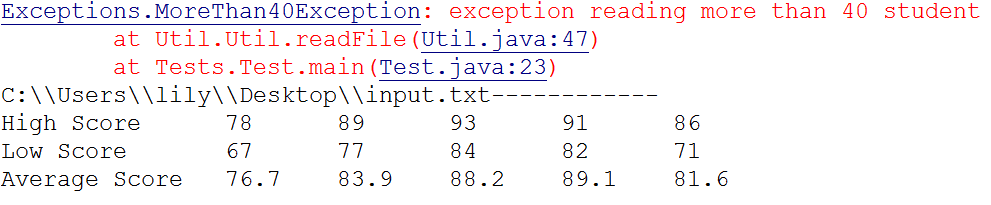 Exceptions.MoreThan40Exception: exception reading more than 40 student
at Util.Util.readFile(Util.java:47)
at Tests.Test.main(Test.java:23)
C:\\Users\\lily\\Desktop\\input.txt------------
High Score 78 89 93 91 86
Low Score 67 77 84 82 71
Average Score 76.7 83.9 88.2 89.1 81.6